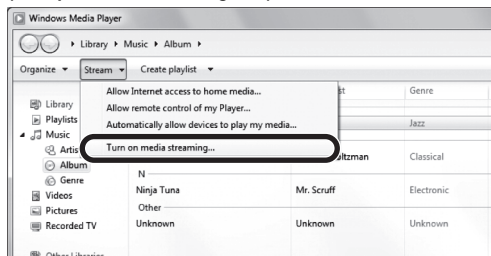 Windows Media Player
Library Music Album
Organize Stream Create playlist
Allow Internet access to home media...
Allow remote control of my Player...
Automatically allow devices to play my media...
Turn on media streaming...
Genre
Library
Playlists
Music
Artis
Album
Genre
Videos
Pictures
Recorded TV
Jazz
Classical
N
Ninja Tuna Mr. Scruff Electronic
Other
Unknown Unknown Unknown